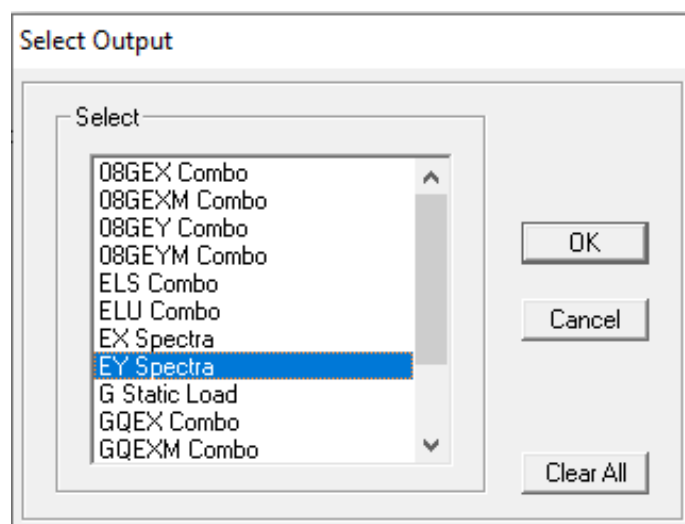 Select Output
Select
08GEX Combo
08GEXM Combo
08GEY Combo
08GEYM Combo
ELS Combo
ELU Combo
EX Spectra
EY Spectra
G Static Load
GQEX Combo
GQEXM Combo
OK
Cancel
Clear All